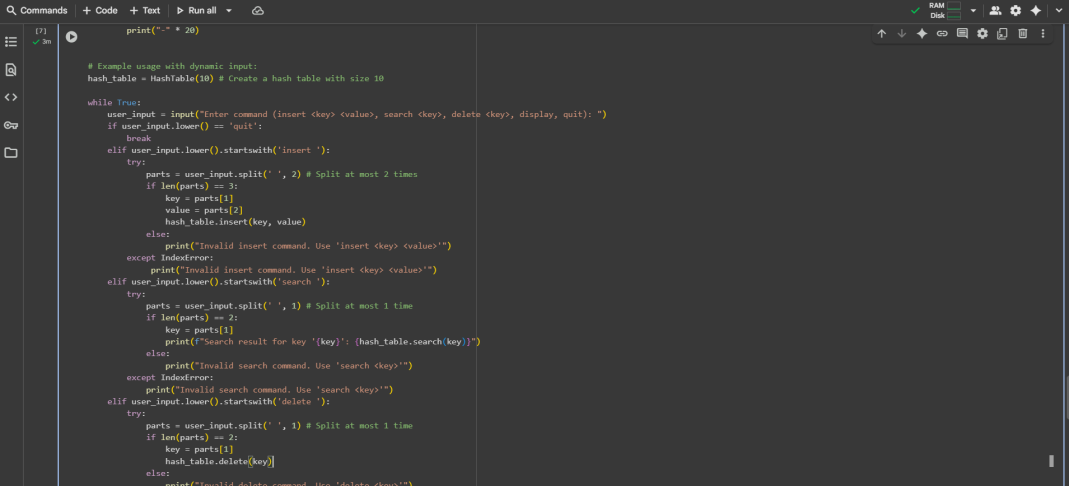 Commands + Code + Text Run all
RAM
Disk
[7]
3m
print("-" * 20)
# Example usage with dynamic input:
hash_table = HashTable(10) # Create a hash table with size 10
while True:
user_input = input("Enter command (insert <key> <value>, search <key>, delete <key>, display, quit): ")
if user_input.lower() == 'quit':
break
elif user_input.lower().startswith('insert '):
try:
parts = user_input.split(' ', 2) # Split at most 2 times
if len(parts) == 3:
key = parts[1]
value = parts[2]
hash_table.insert(key, value)
else:
print("Invalid insert command. Use 'insert <key> <value>'")
except IndexError:
print("Invalid insert command. Use 'insert <key> <value>'")
elif user_input.lower().startswith('search '):
try:
parts = user_input.split(' ', 1) # Split at most 1 time
if len(parts) == 2:
key = parts[1]
print(f"Search result for key '{key}': {hash_table.search(key)}")
else:
print("Invalid search command. Use 'search <key>'")
except IndexError:
print("Invalid search command. Use 'search <key>'")
elif user_input.lower().startswith('delete '):
try:
parts = user_input.split(' ', 1) # Split at most 1 time
if len(parts) == 2:
key = parts[1]
hash_table.delete(key)
else:
print("Invalid delete command. Use 'delete <key>'")